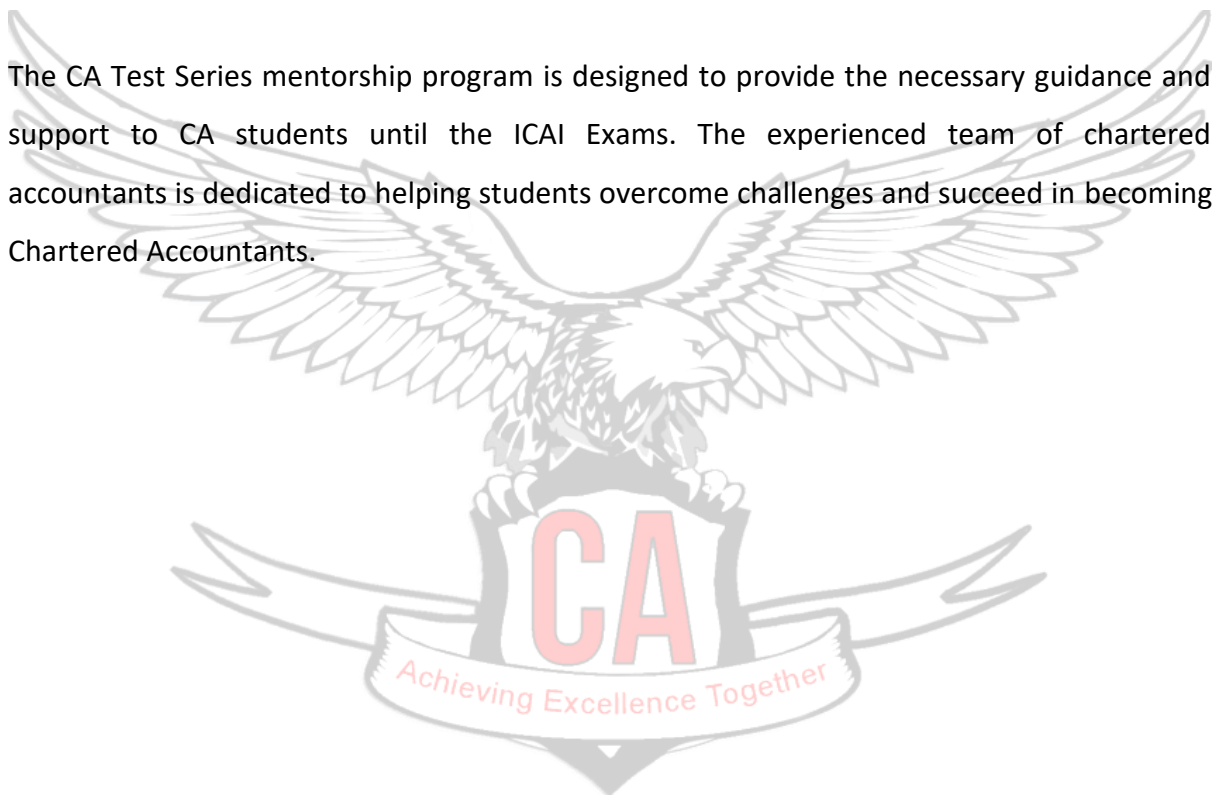 The CA Test Series mentorship program is designed to provide the necessary guidance and
support to CA students until the ICAI Exams. The experienced team of chartered
accountants is dedicated to helping students overcome challenges and succeed in becoming
Chartered Accountants.
CA
Achieving Excellence Together